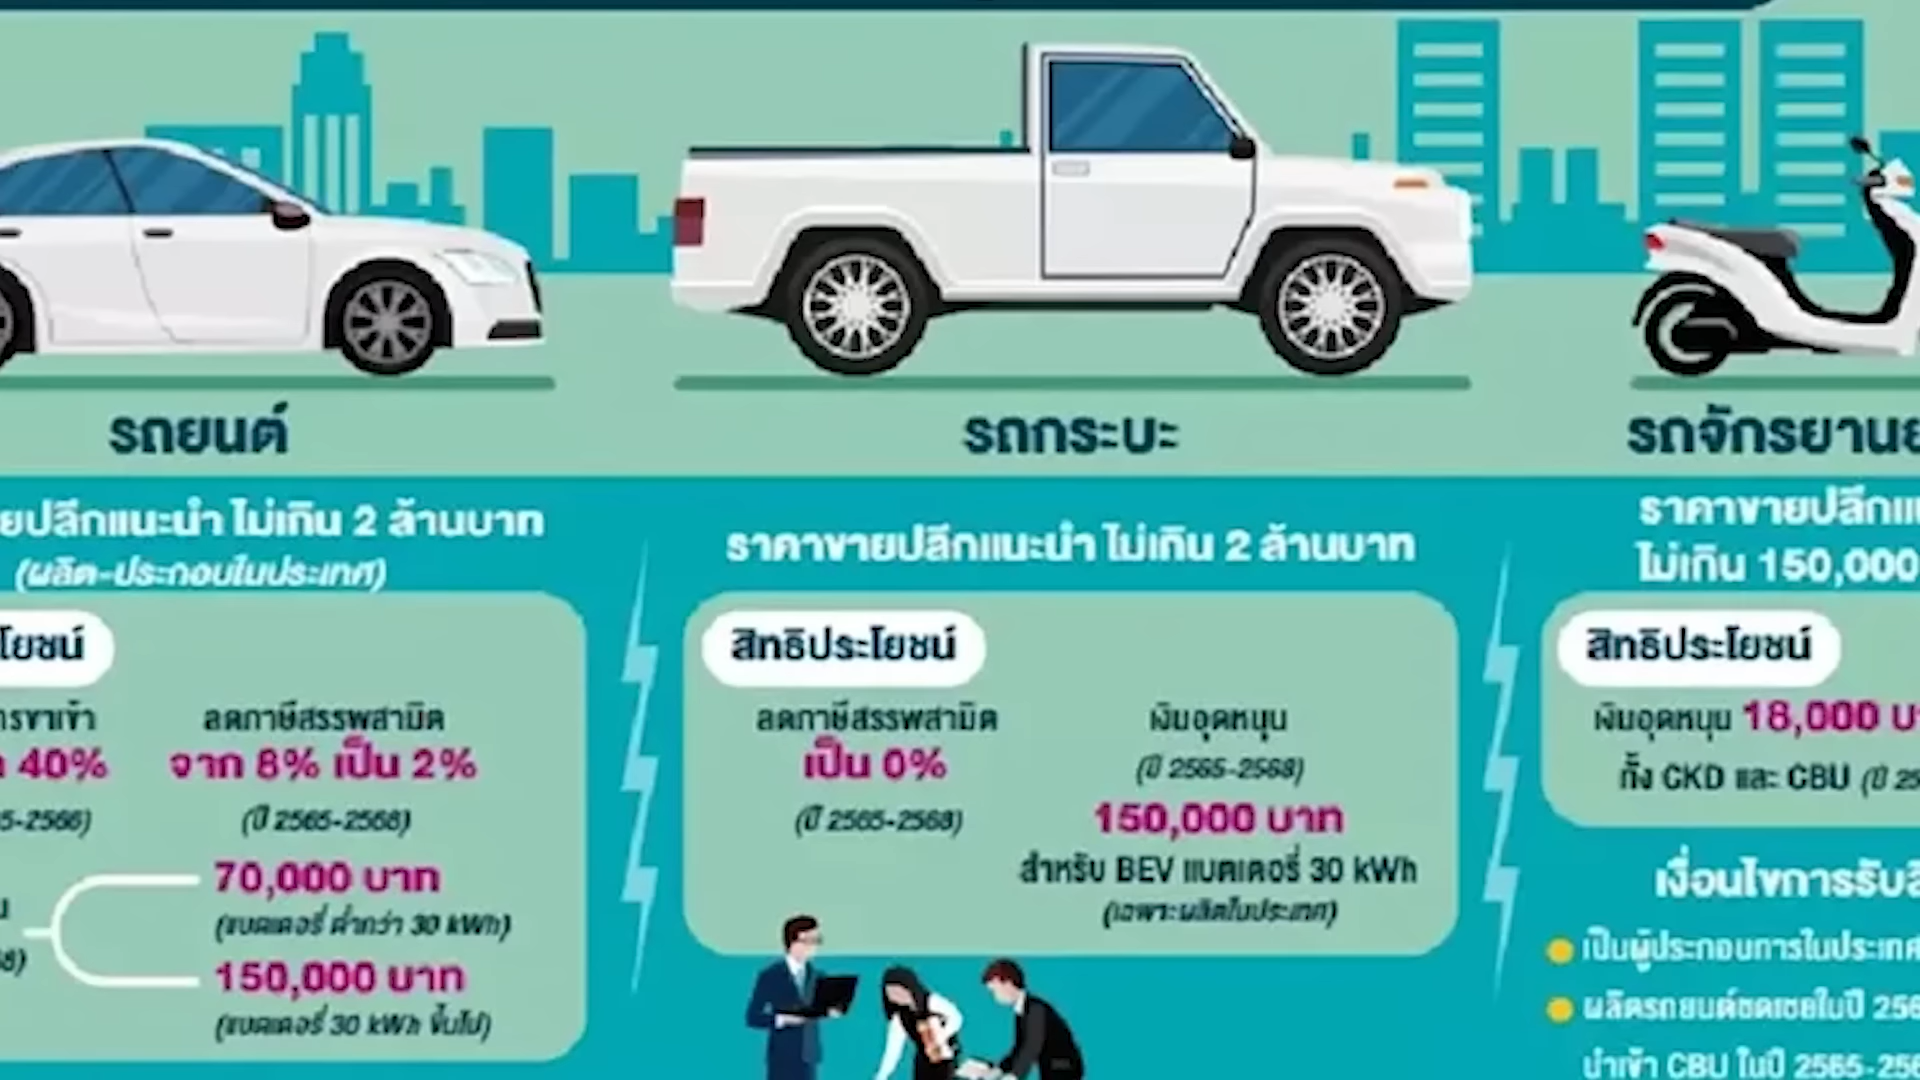 รถยนต์
ยปลีกแนะนำ ไม่เกิน 2 ล้านบาท
(ผลิต-ประกอบในประเทศ)
โยชน์
รขาเข้า
40%
5-2566)
ลดภาษีสรรพสามิต
จาก 8% เป็น 2%
(ปี 2565-2568)
70,000 บาท
(แบตเตอรี่ ต่ำกว่า 30 kWh)
150,000 บาท
(แบตเตอรี่ 30 kWh ขึ้นไป)
รถกระบะ
ราคาขายปลีกแนะนำ ไม่เกิน 2 ล้านบาท
สิทธิประโยชน์
ลดภาษีสรรพสามิต
เป็น 0%
(ปี 2565-2568)
เงินอุดหนุน
(ปี 2565-2568)
150,000 บาท
สำหรับ BEV แบตเตอรี่ 30 kWh
(เฉพาะผลิตในประเทศ)
รถจักรยานย
ราคาขายปลีกแ
ไม่เกิน 150,000
สิทธิประโยชน์
เงินอุดหนุน 18,000 บ
ทั้ง CKD และ CBU (ปี 25
เงื่อนไขการรับสิ
เป็นผู้ประกอบการในประเทศ
ผลิตรถยนต์ชดเชยในปี 256
นำเข้า CBU ในปี 2565-256